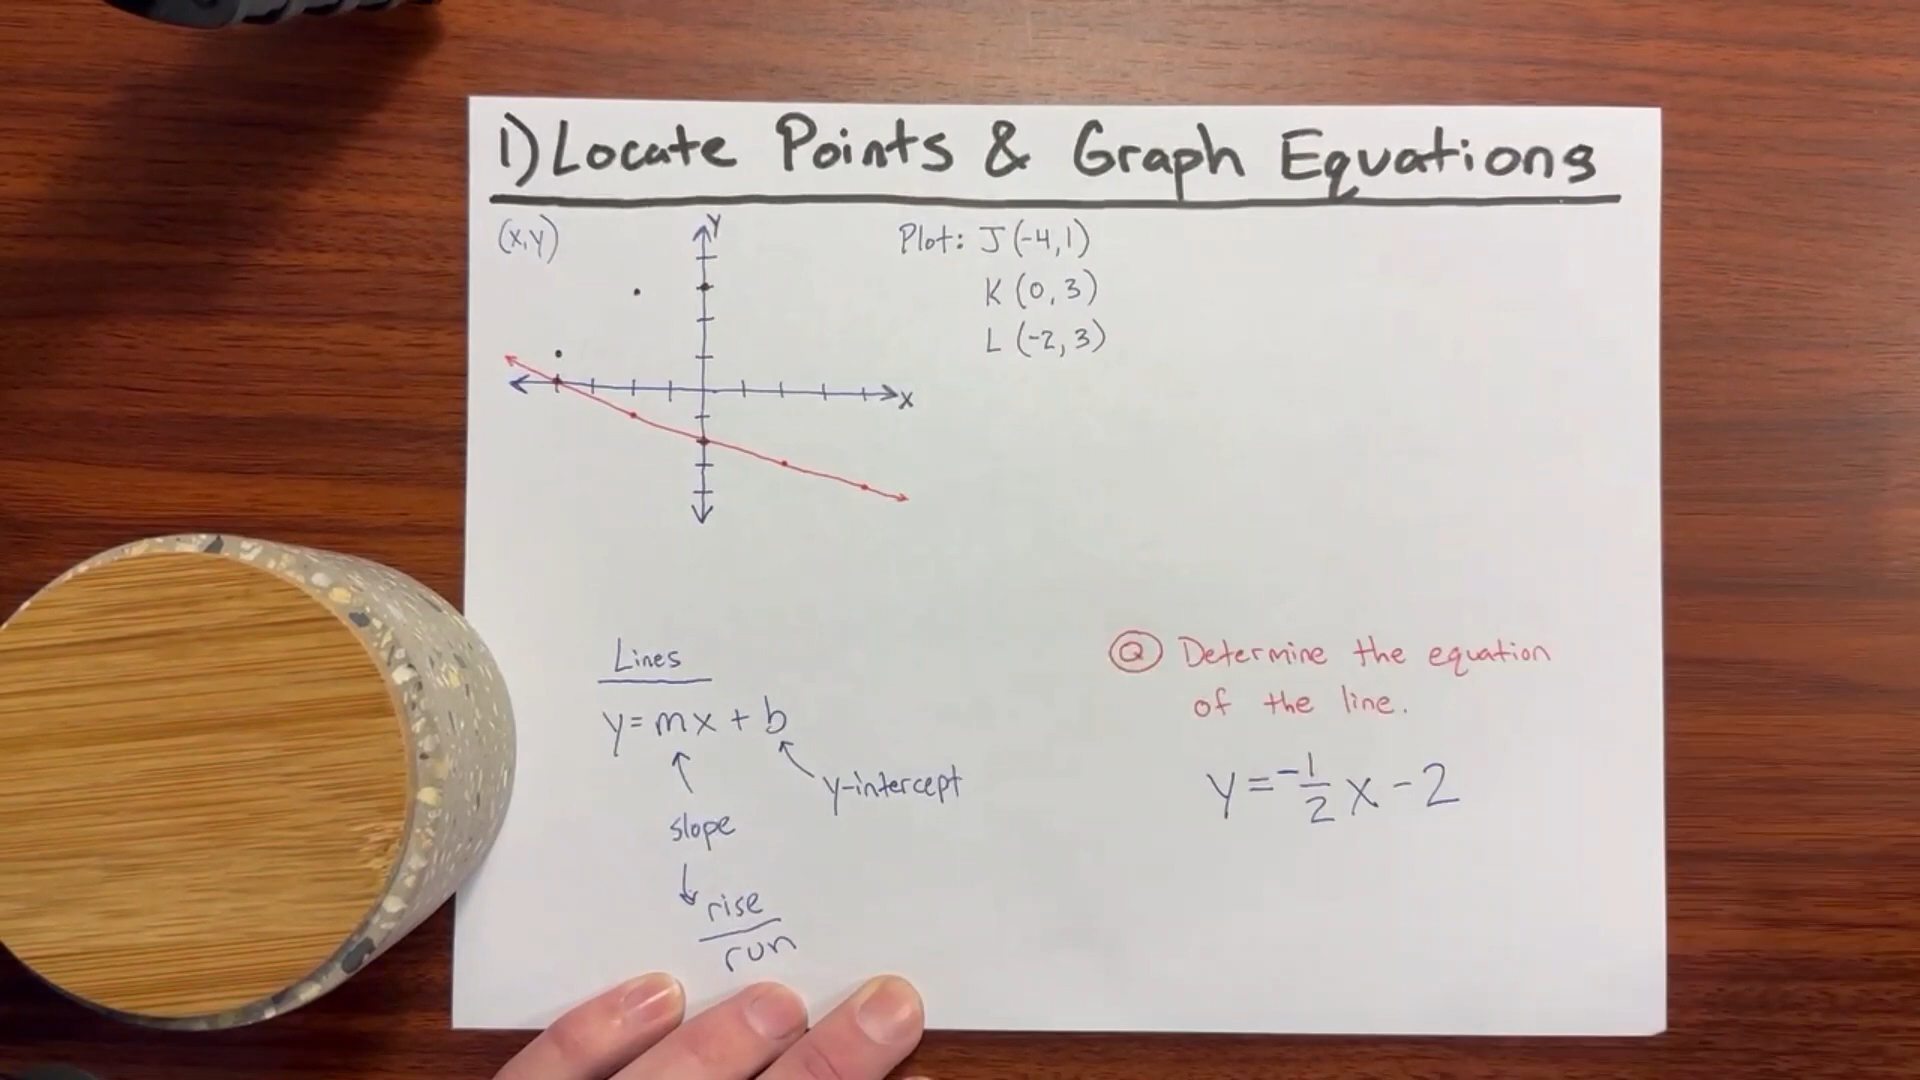 1) Locate Points & Graph Equations
(x,y)
y
x
Plot: J (-4,1)
K (0,3)
L (-2,3)
Lines
y=mx+b
y-intercept
slope
rise
run
Q Determine the equation
of the line.
y=-1/2x-2